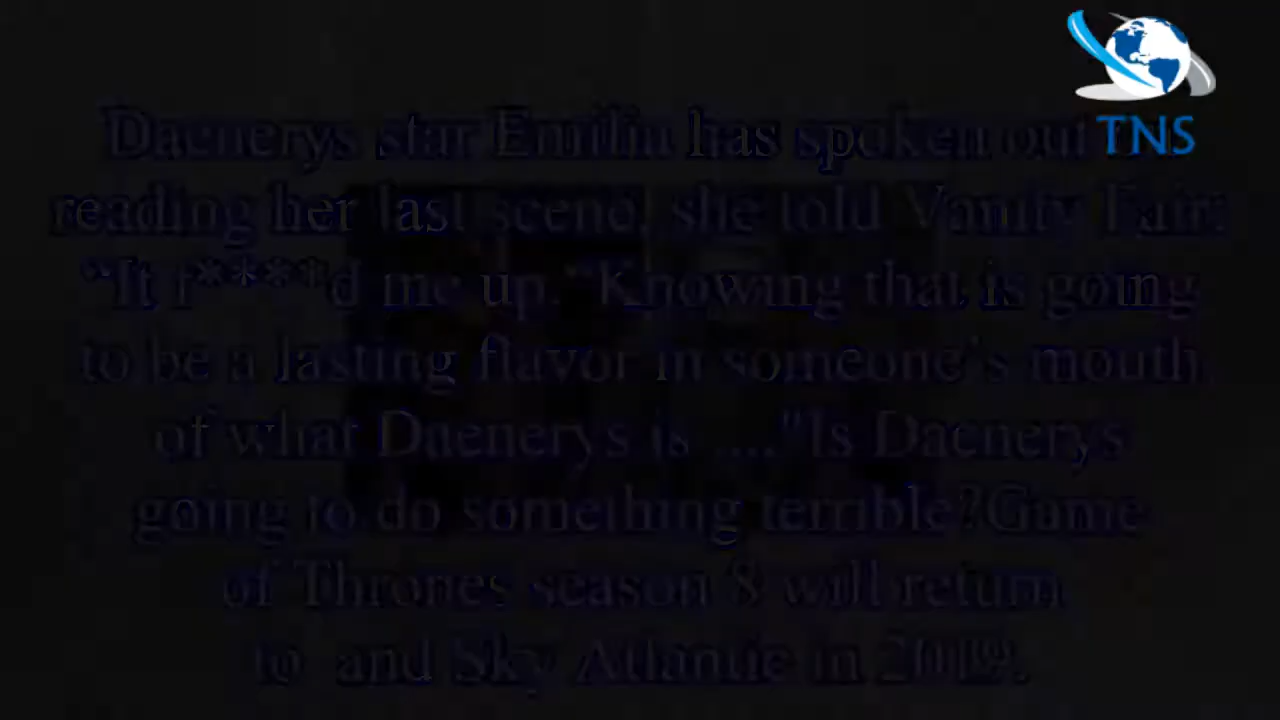 TNS
Daenerys star Emilia has spoken out
reading her last scene, she told Vanity Fair:
"It f****d me up. "Knowing that is going
to be a lasting flavor in someone's mouth
of what Daenerys is ...."Is Daenerys
going to do something terrible?Game
of Thrones season 8 will return
to and Sky Atlantic in 2019.